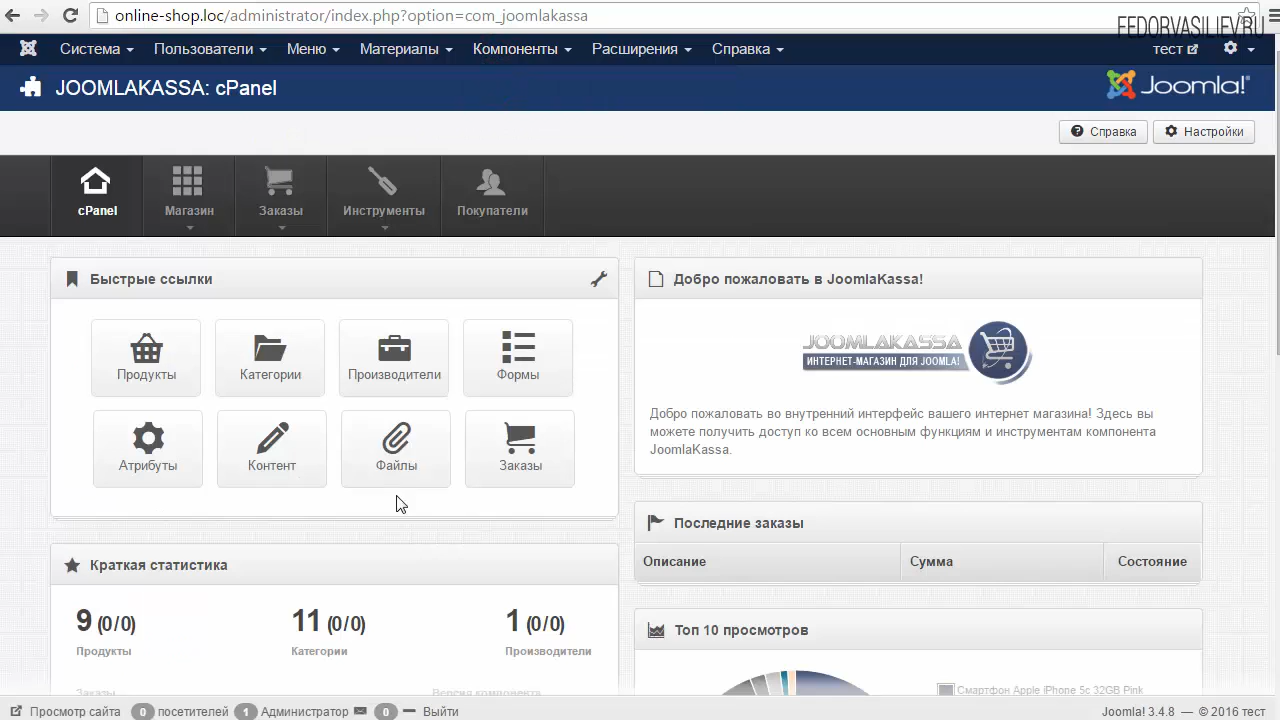 online-shop.loc/administrator/index.php?option=com_joomlakassa
FEDORVASILIEV.RU
Система Пользователи Меню Материалы Компоненты Расширения Справка тест
JOOMLAKASSA: cPanel
Joomla!
Справка Настройки
cPanel Магазин Заказы Инструменты Покупатели
Быстрые ссылки
Продукты Категории Производители Формы
Атрибуты Контент Файлы Заказы
Добро пожаловать в JoomlaKassa!
JOOMLAKASSA
ИНТЕРНЕТ-МАГАЗИН ДЛЯ JOOMLA!
Добро пожаловать во внутренний интерфейс вашего интернет магазина! Здесь вы
можете получить доступ ко всем основным функциям и инструментам компонента
JoomlaKassa.
Последние заказы
Описание Сумма Состояние
Краткая статистика
9 (0/0) 11 (0/0) 1 (0/0)
Продукты Категории Производители
Заказы Версия компонента
Топ 10 просмотров
Смартфон Apple iPhone 5c 32GB Pink
Просмотр сайта 0 посетителей 1 Администратор 0 Выйти
Joomla! 3.4.8 — © 2016 тест